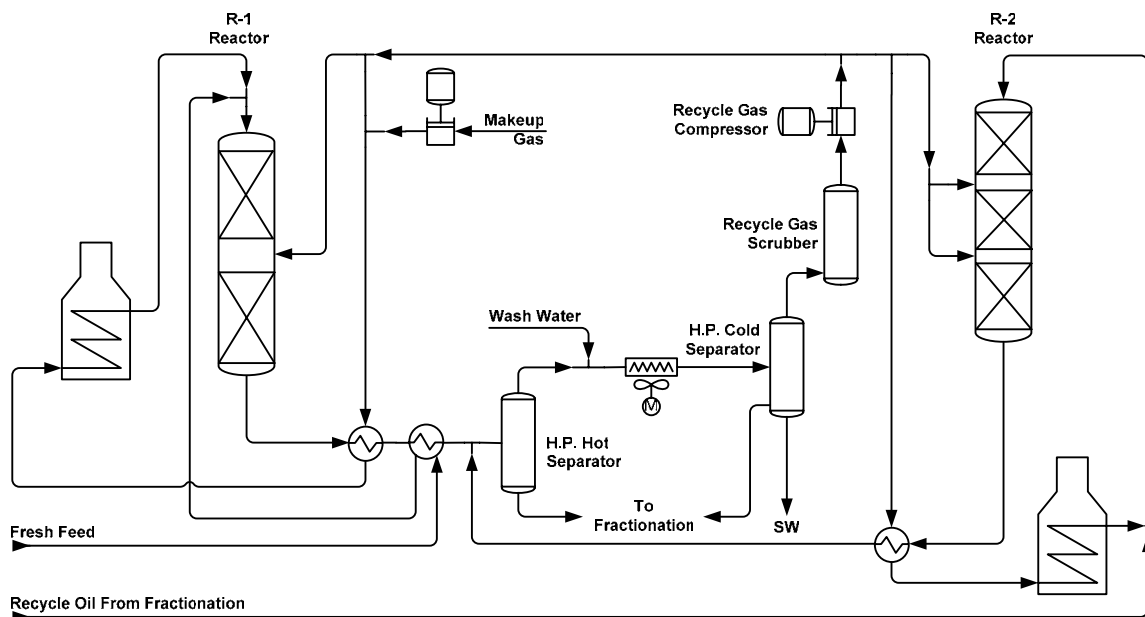 R-1
Reactor
R-2
Reactor
Makeup
Gas
Recycle Gas
Compressor
Recycle Gas
Scrubber
Wash Water
H.P. Cold
Separator
M
H.P. Hot
Separator
To
Fractionation
SW
Fresh Feed
Recycle Oil From Fractionation